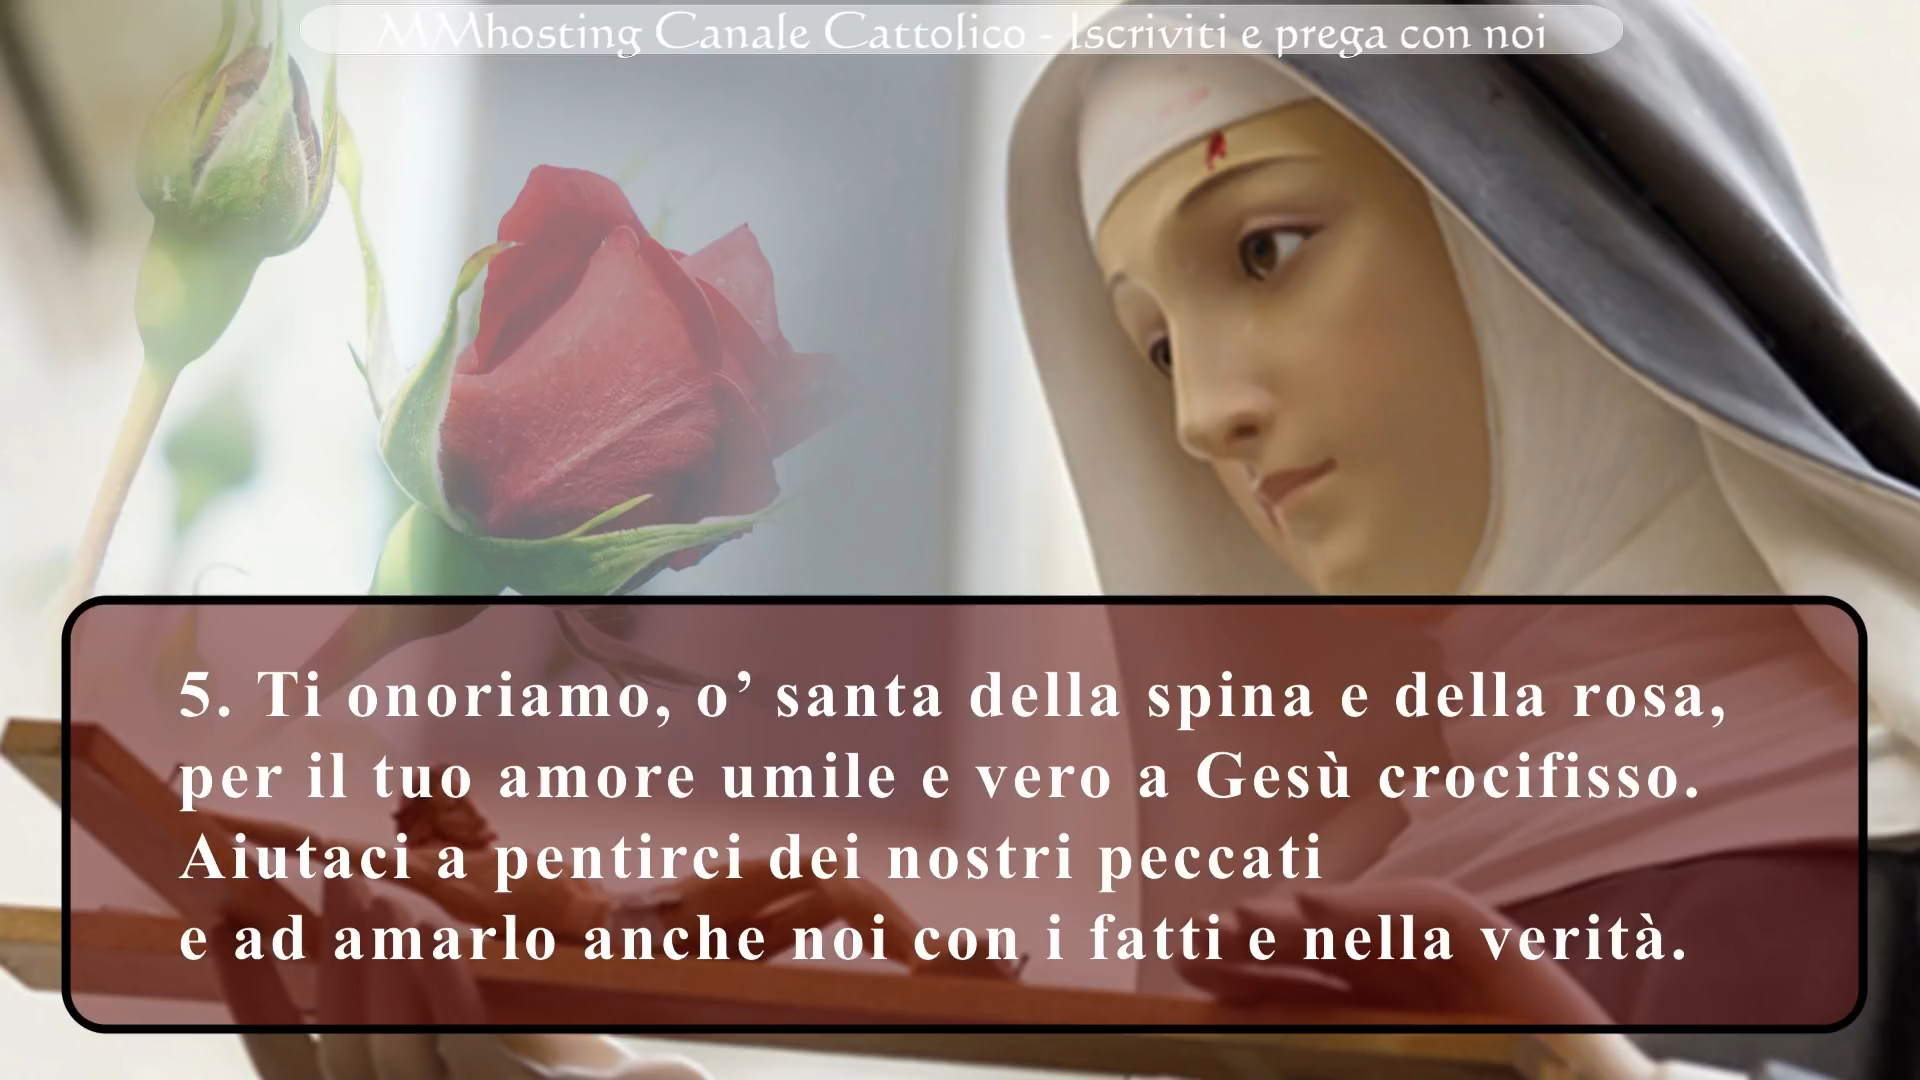 MMhosting Canale Cattolico - Iscriviti e prega con noi
5. Ti onoriamo, o’ santa della spina e della rosa,
per il tuo amore umile e vero a Gesù crocifisso.
Aiutaci a pentirci dei nostri peccati
e ad amarlo anche noi con i fatti e nella verità.